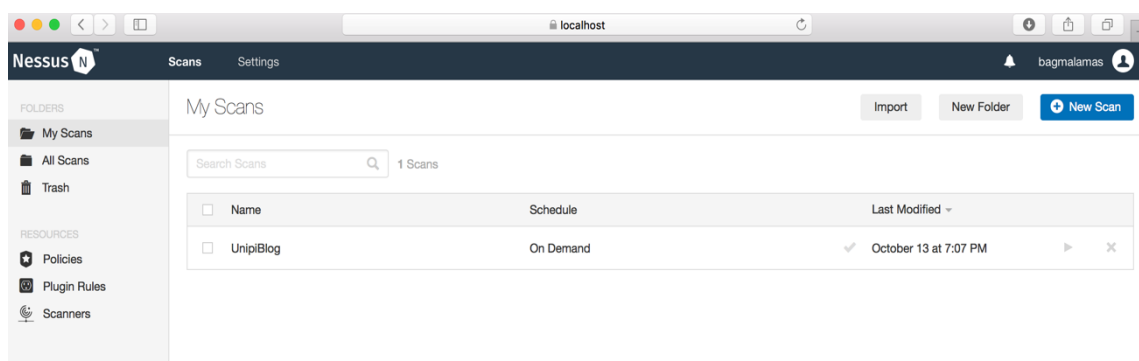 localhost
Nessus N™
Scans Settings
bagmalamas
FOLDERS
My Scans
All Scans
Trash
RESOURCES
Policies
Plugin Rules
Scanners
My Scans
Import
New Folder
New Scan
Search Scans
1 Scans
Name Schedule Last Modified
UnipiBlog On Demand October 13 at 7:07 PM